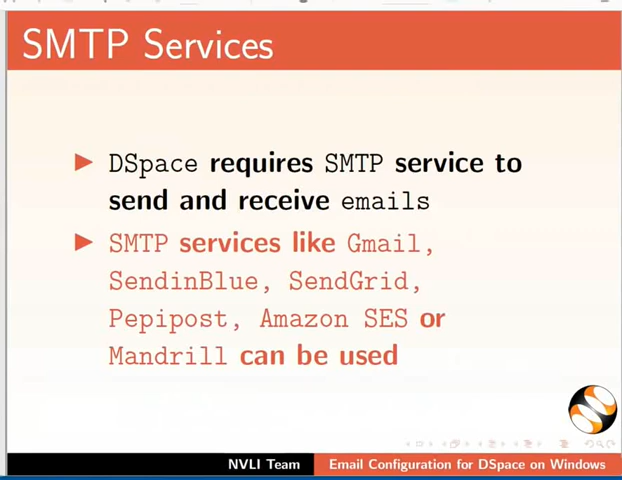 SMTP Services
DSpace requires SMTP service to
send and receive emails
SMTP services like Gmail,
SendinBlue, SendGrid,
Pepipost, Amazon SES or
Mandrill can be used
NVLI Team
Email Configuration for DSpace on Windows